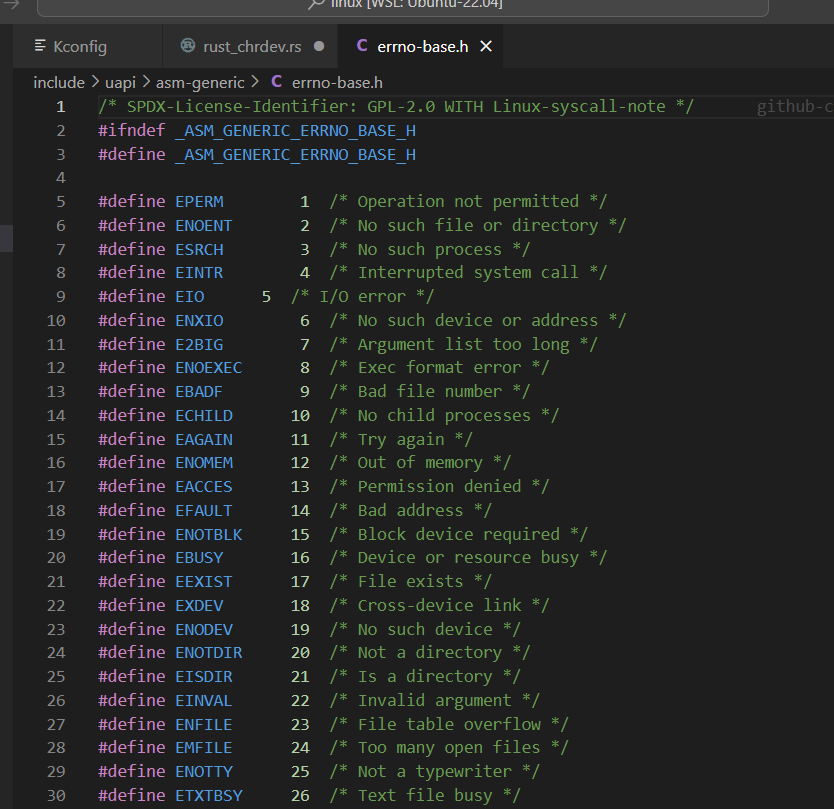 linux [WSL: Ubuntu-22.04]
Kconfig rust_chrdev.rs C errno-base.h
include > uapi > asm-generic > C errno-base.h
1 /* SPDX-License-Identifier: GPL-2.0 WITH Linux-syscall-note */ github-c
2 #ifndef _ASM_GENERIC_ERRNO_BASE_H
3 #define _ASM_GENERIC_ERRNO_BASE_H
4
5 #define EPERM 1 /* Operation not permitted */
6 #define ENOENT 2 /* No such file or directory */
7 #define ESRCH 3 /* No such process */
8 #define EINTR 4 /* Interrupted system call */
9 #define EIO 5 /* I/O error */
10 #define ENXIO 6 /* No such device or address */
11 #define E2BIG 7 /* Argument list too long */
12 #define ENOEXEC 8 /* Exec format error */
13 #define EBADF 9 /* Bad file number */
14 #define ECHILD 10 /* No child processes */
15 #define EAGAIN 11 /* Try again */
16 #define ENOMEM 12 /* Out of memory */
17 #define EACCES 13 /* Permission denied */
18 #define EFAULT 14 /* Bad address */
19 #define ENOTBLK 15 /* Block device required */
20 #define EBUSY 16 /* Device or resource busy */
21 #define EEXIST 17 /* File exists */
22 #define EXDEV 18 /* Cross-device link */
23 #define ENODEV 19 /* No such device */
24 #define ENOTDIR 20 /* Not a directory */
25 #define EISDIR 21 /* Is a directory */
26 #define EINVAL 22 /* Invalid argument */
27 #define ENFILE 23 /* File table overflow */
28 #define EMFILE 24 /* Too many open files */
29 #define ENOTTY 25 /* Not a typewriter */
30 #define ETXTBSY 26 /* Text file busy */